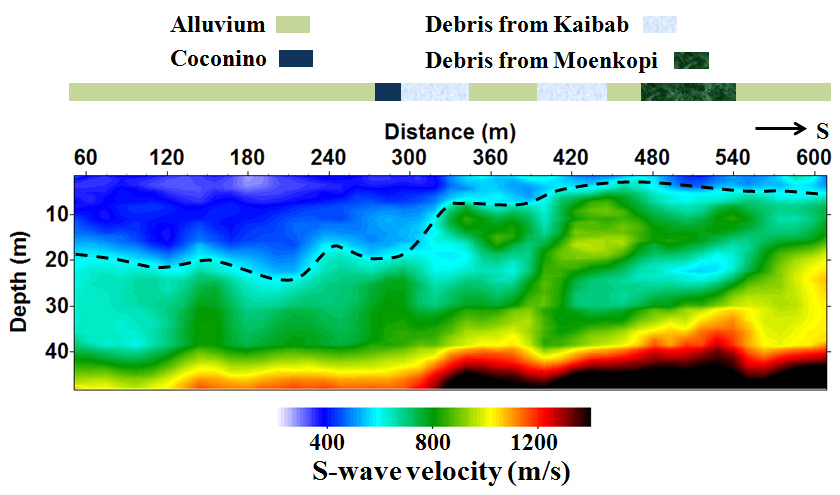 Alluvium
Debris from Kaibab
Coconino
Debris from Moenkopi
Distance (m)
S
60 120 180 240 300 360 420 480 540 600
Depth (m)
10
20
30
40
400 800 1200
S-wave velocity (m/s)